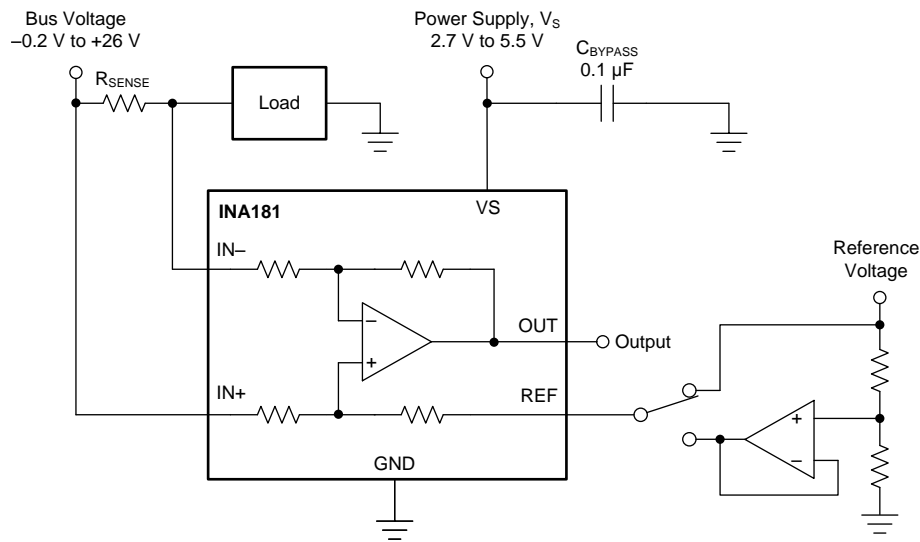 Bus Voltage
–0.2 V to +26 V
Power Supply, VS
2.7 V to 5.5 V
CBYPASS
0.1 µF
RSENSE
Load
INA181
VS
IN–
Reference
Voltage
–
OUT
Output
+
IN+
REF
+
–
GND